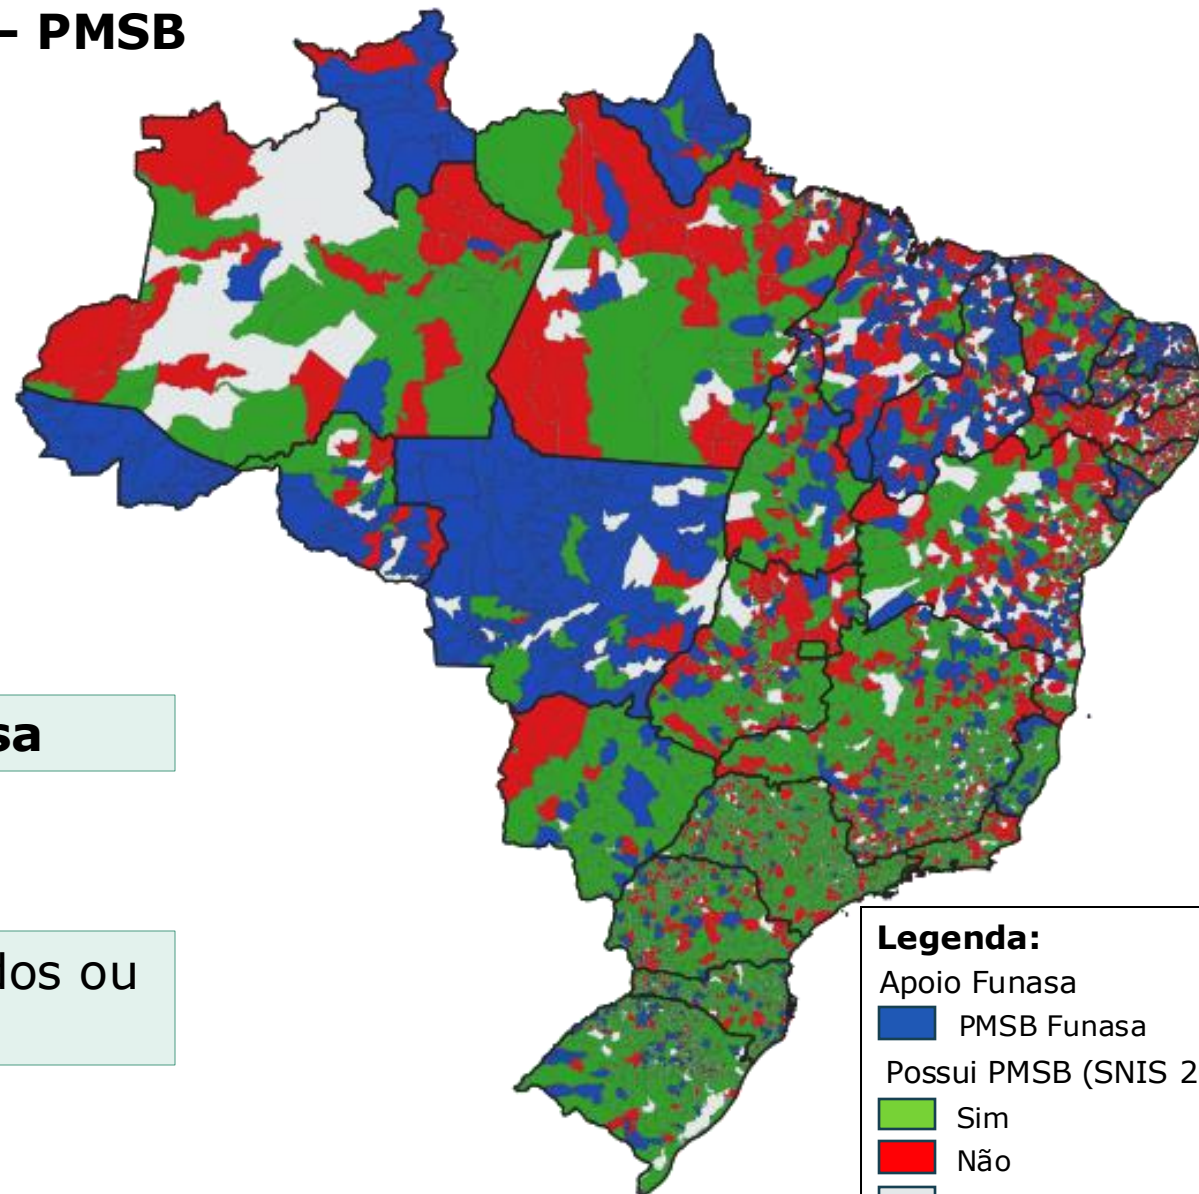 – PMSB
sa
dos ou
Legenda:
Apoio Funasa
PMSB Funasa
Possui PMSB (SNIS 2
Sim
Não